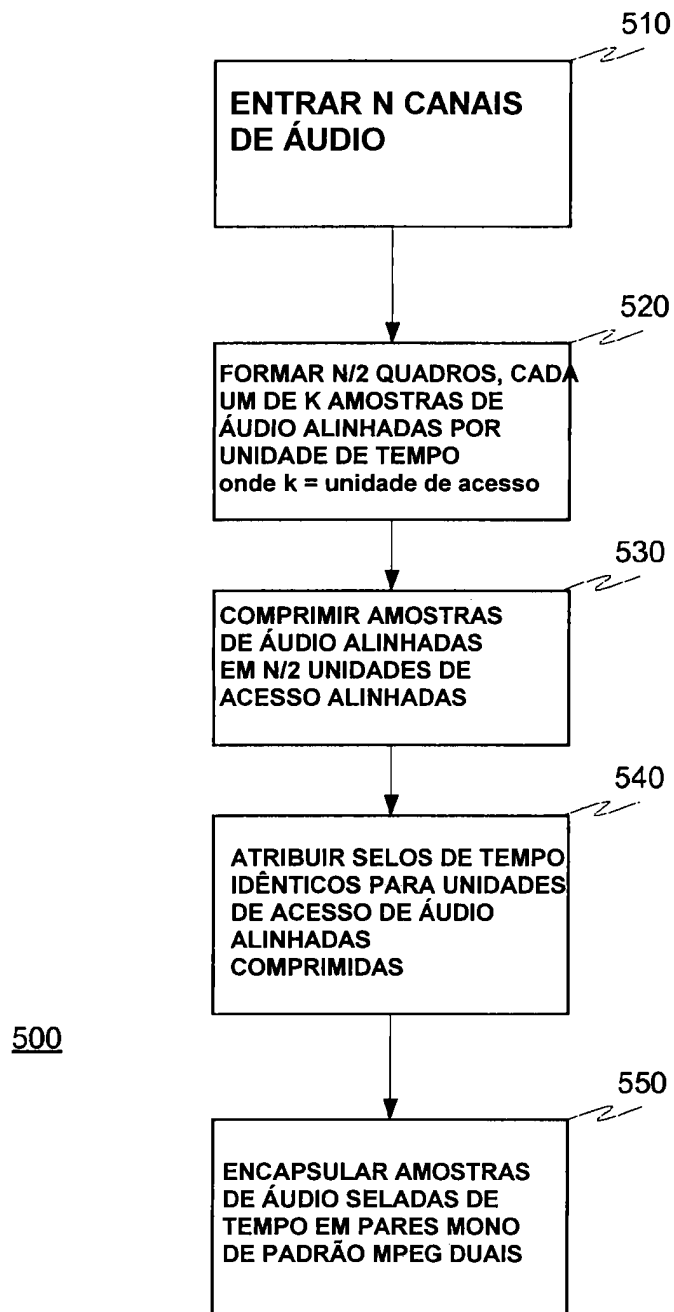 510
ENTRAR N CANAIS
DE ÁUDIO
520
FORMAR N/2 QUADROS, CADA
UM DE K AMOSTRAS DE
ÁUDIO ALINHADAS POR
UNIDADE DE TEMPO
onde k = unidade de acesso
530
COMPRIMIR AMOSTRAS
DE ÁUDIO ALINHADAS
EM N/2 UNIDADES DE
ACESSO ALINHADAS
540
ATRIBUIR SELOS DE TEMPO
IDÊNTICOS PARA UNIDADES
DE ACESSO DE ÁUDIO
ALINHADAS
COMPRIMIDAS
500
550
ENCAPSULAR AMOSTRAS
DE ÁUDIO SELADAS DE
TEMPO EM PARES MONO
DE PADRÃO MPEG DUAIS